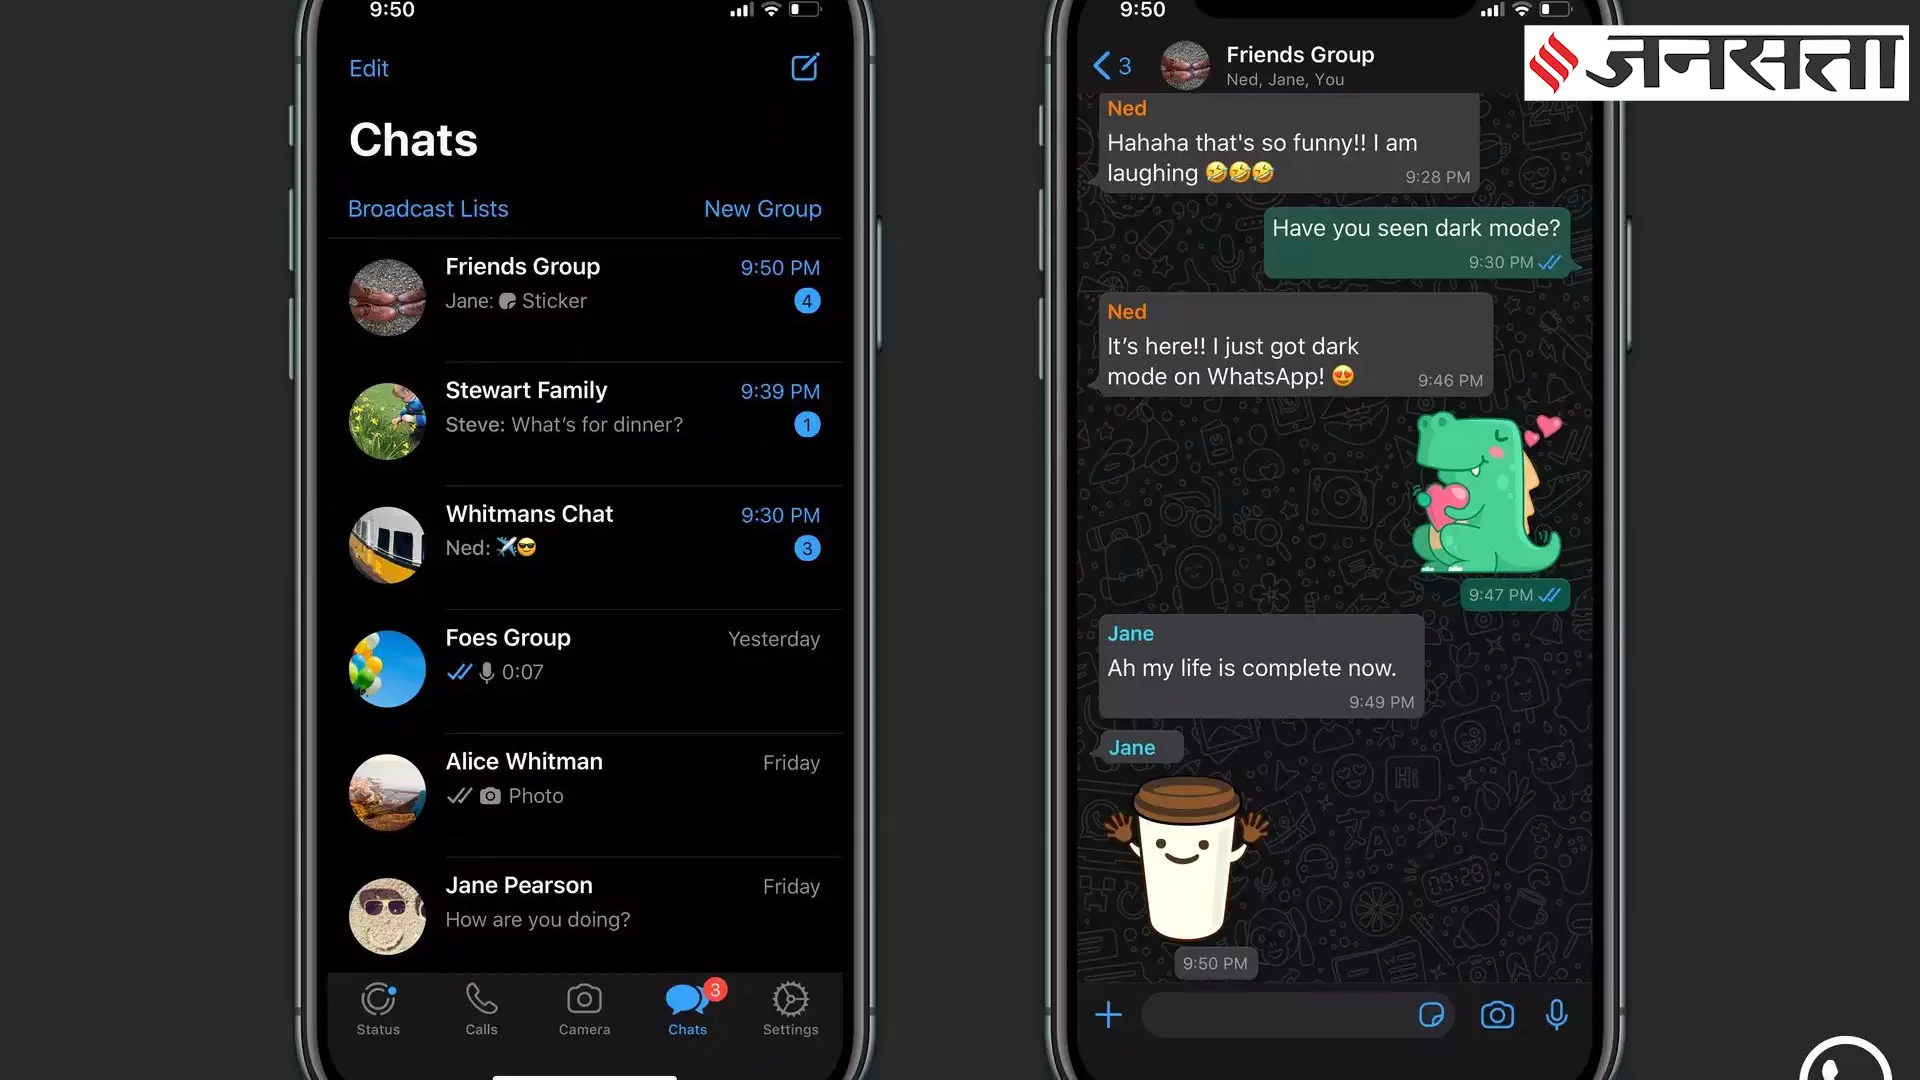 9:50
Edit
Chats
Broadcast Lists
New Group
Friends Group
9:50 PM
Jane: Sticker
4
Stewart Family
9:39 PM
Steve: What's for dinner?
1
Whitmans Chat
9:30 PM
Ned: ✈️😎
3
Foes Group
Yesterday
0:07
Alice Whitman
Friday
Photo
Jane Pearson
Friday
How are you doing?
3
Status
Calls
Camera
Chats
Settings
9:50
3
Friends Group
Ned, Jane, You
जनसत्ता
Ned
Hahaha that's so funny!! I am
laughing 🤣🤣🤣
9:28 PM
Have you seen dark mode?
9:30 PM
Ned
It’s here!! I just got dark
mode on WhatsApp! 😍
9:46 PM
9:47 PM
Jane
Ah my life is complete now.
9:49 PM
Jane
Hi
09:28
9:50 PM